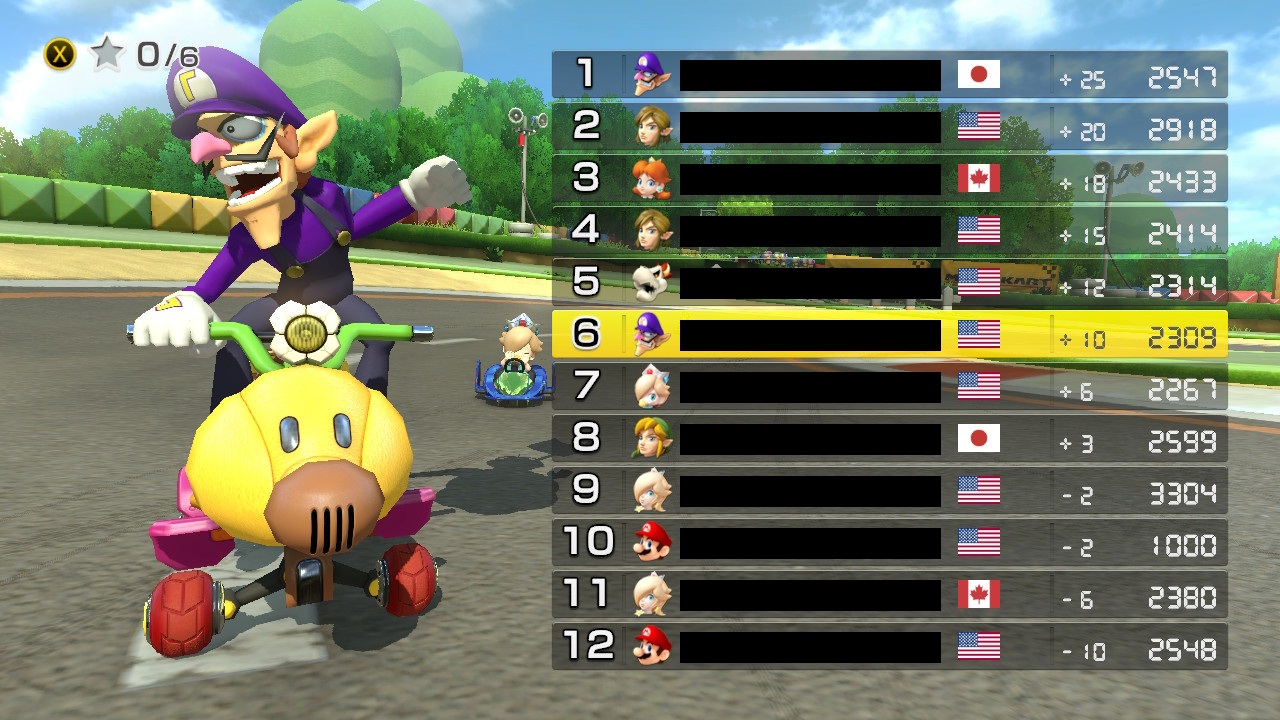 X 0/6
1 + 25 2547
2 + 20 2918
3 + 18 2433
4 + 15 2414
5 + 12 2314
6 + 10 2309
7 + 6 2267
8 + 3 2599
9 - 2 3304
10 - 2 1000
11 - 6 2380
12 - 10 2548